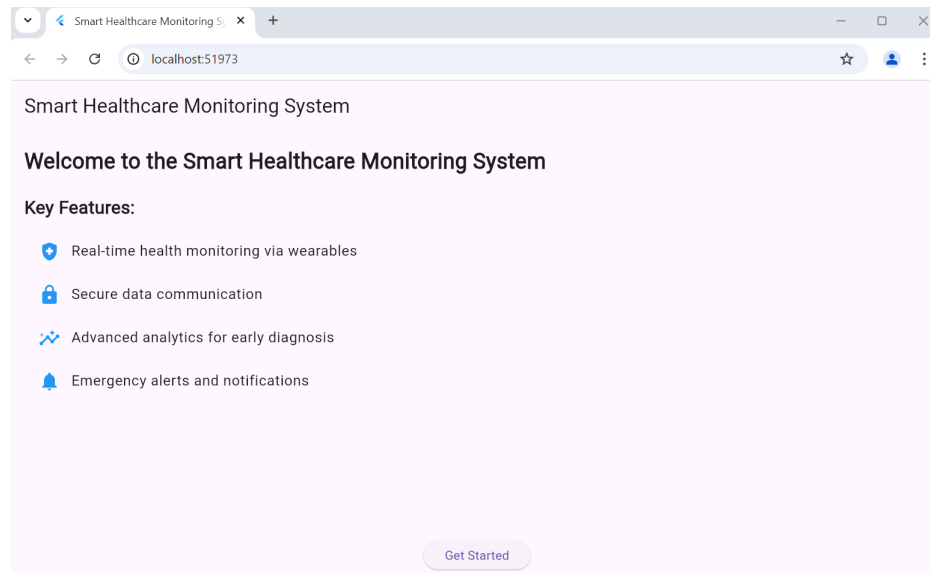 Smart Healthcare Monitoring Sy
localhost:51973
Smart Healthcare Monitoring System
Welcome to the Smart Healthcare Monitoring System
Key Features:
Real-time health monitoring via wearables
Secure data communication
Advanced analytics for early diagnosis
Emergency alerts and notifications
Get Started